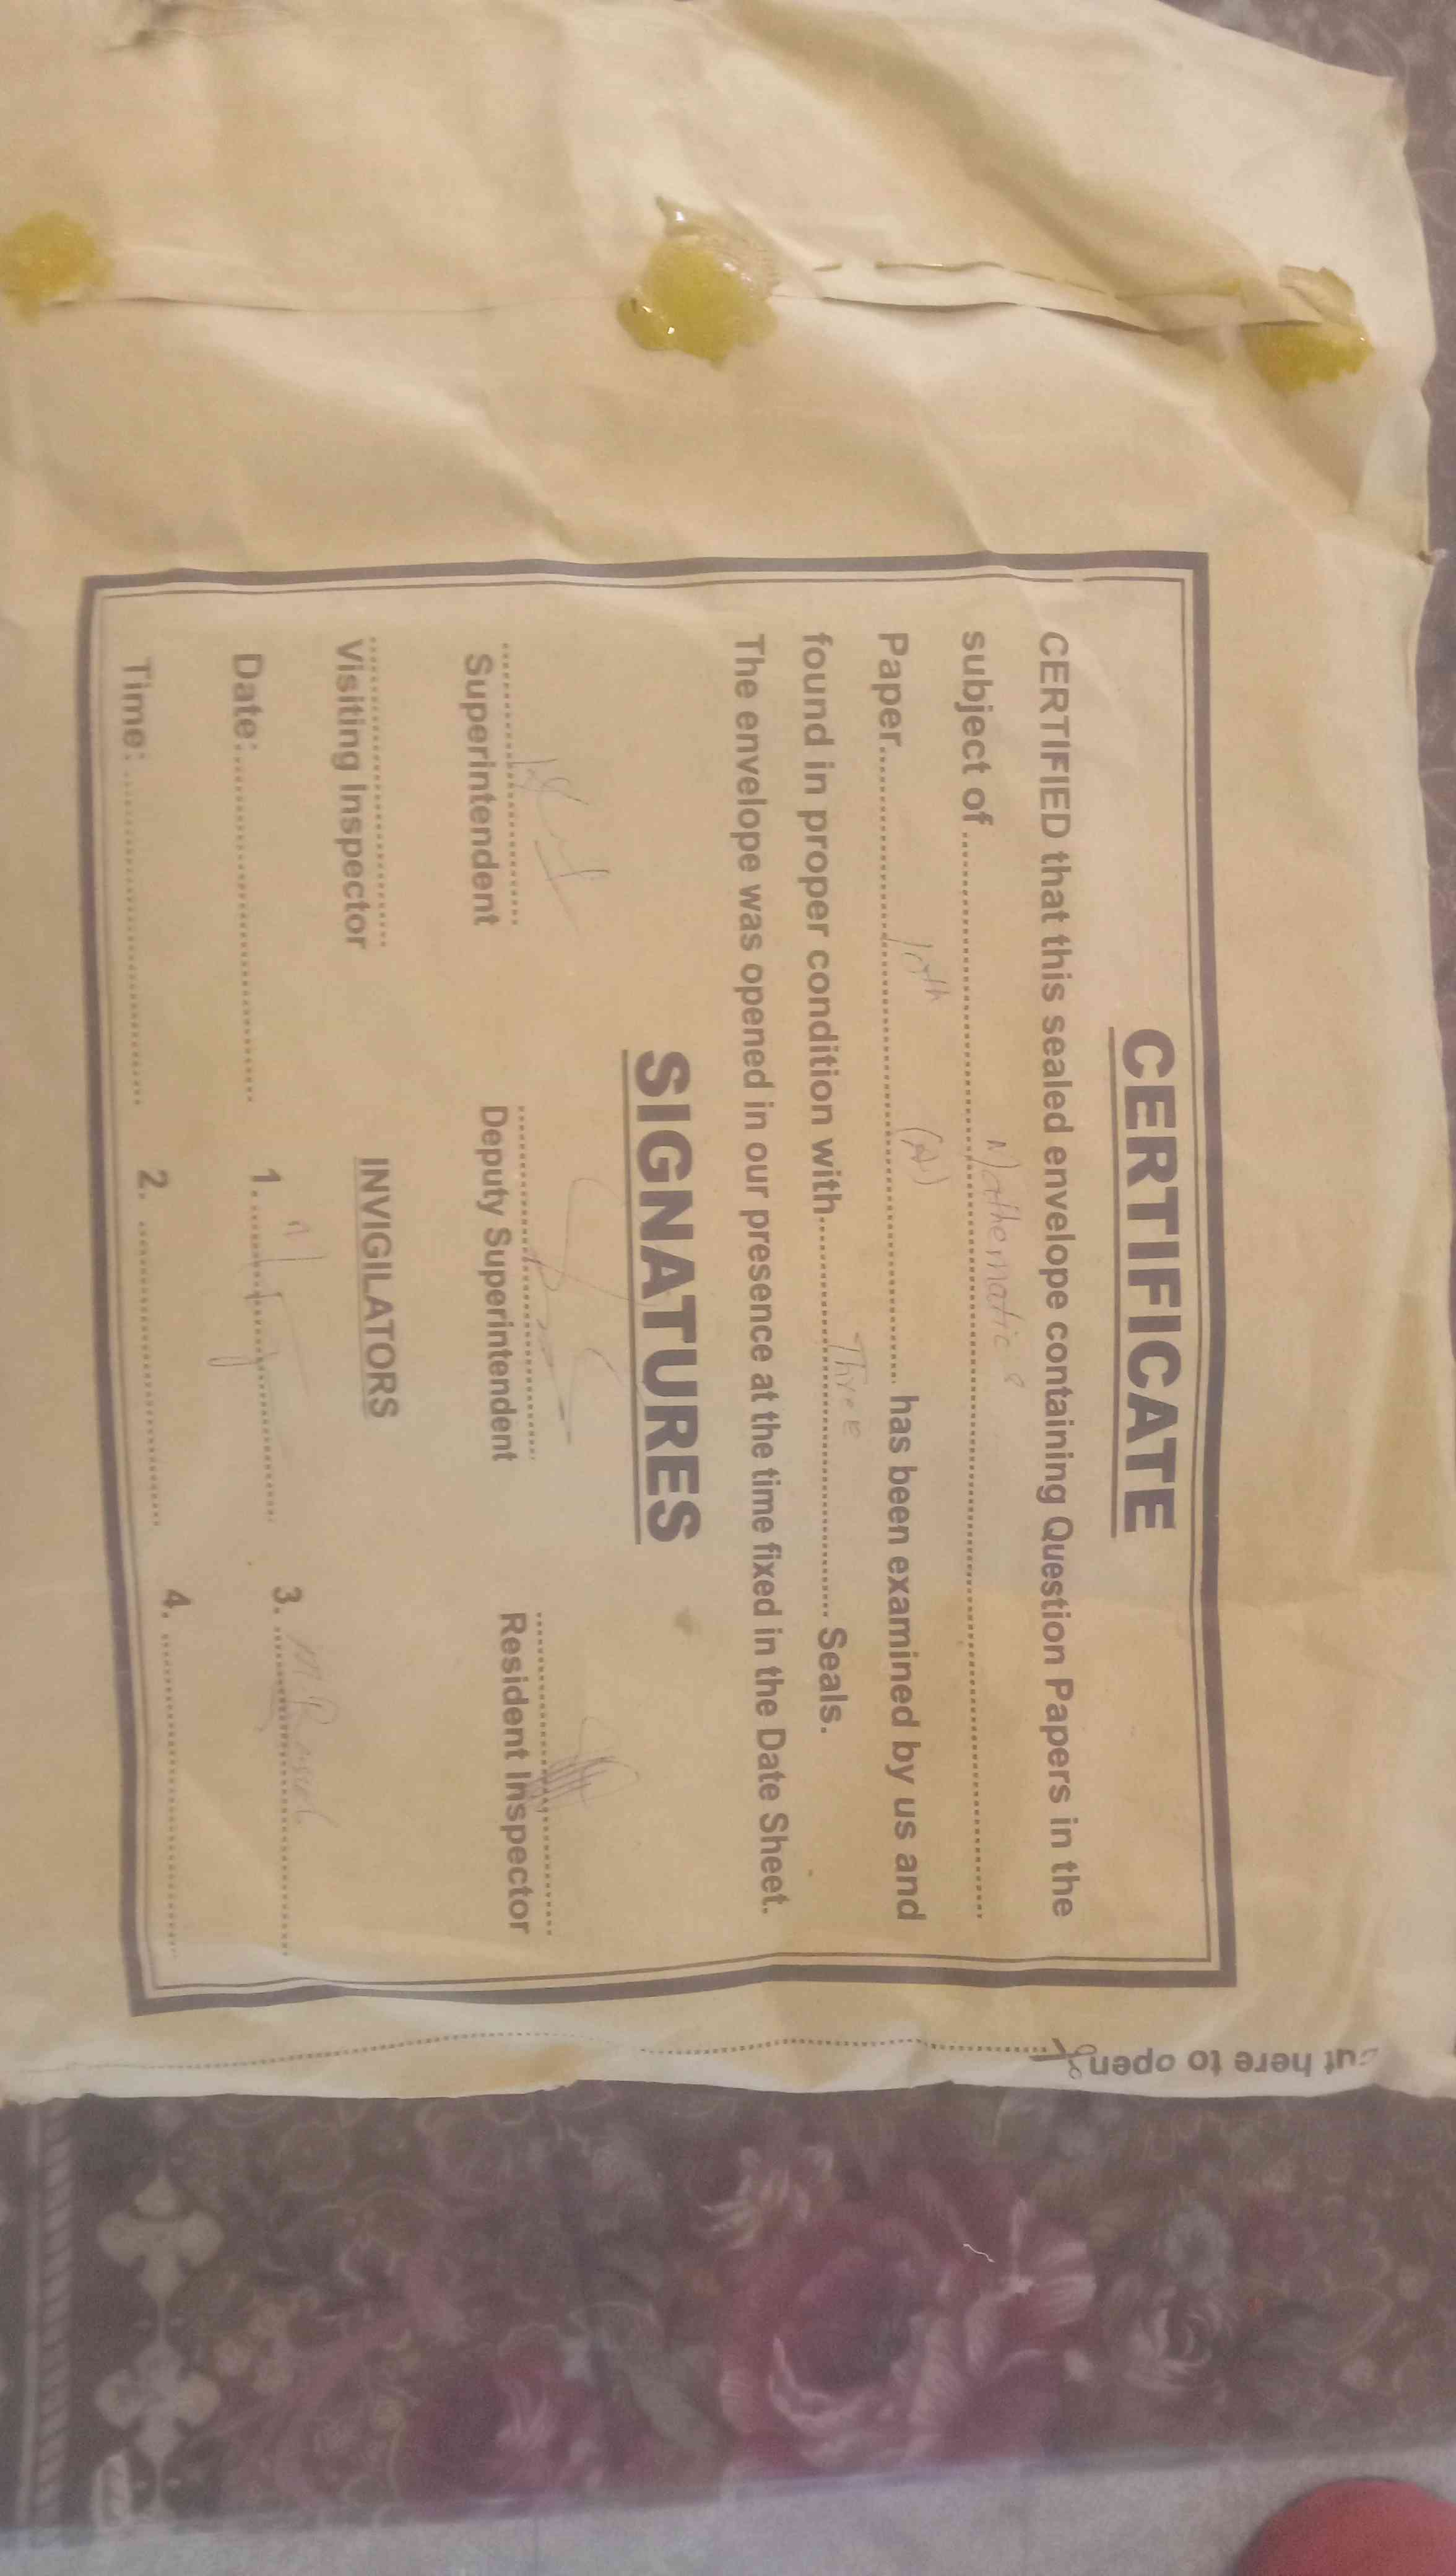 CERTIFICATE
CERTIFIED that this sealed envelope containing Question Papers in the
subject of ........ Mathematics ........
Paper........ 10th (A) ........ has been examined by us and
found in proper condition with........ Three ........ Seals.
The envelope was opened in our presence at the time fixed in the Date Sheet.
SIGNATURES
Superintendent Deputy Superintendent Resident Inspector
Visiting Inspector INVIGILATORS
Date:........ 1. ........ 3. ........
Time:........ 2. ........ 4. ........
cut here to open